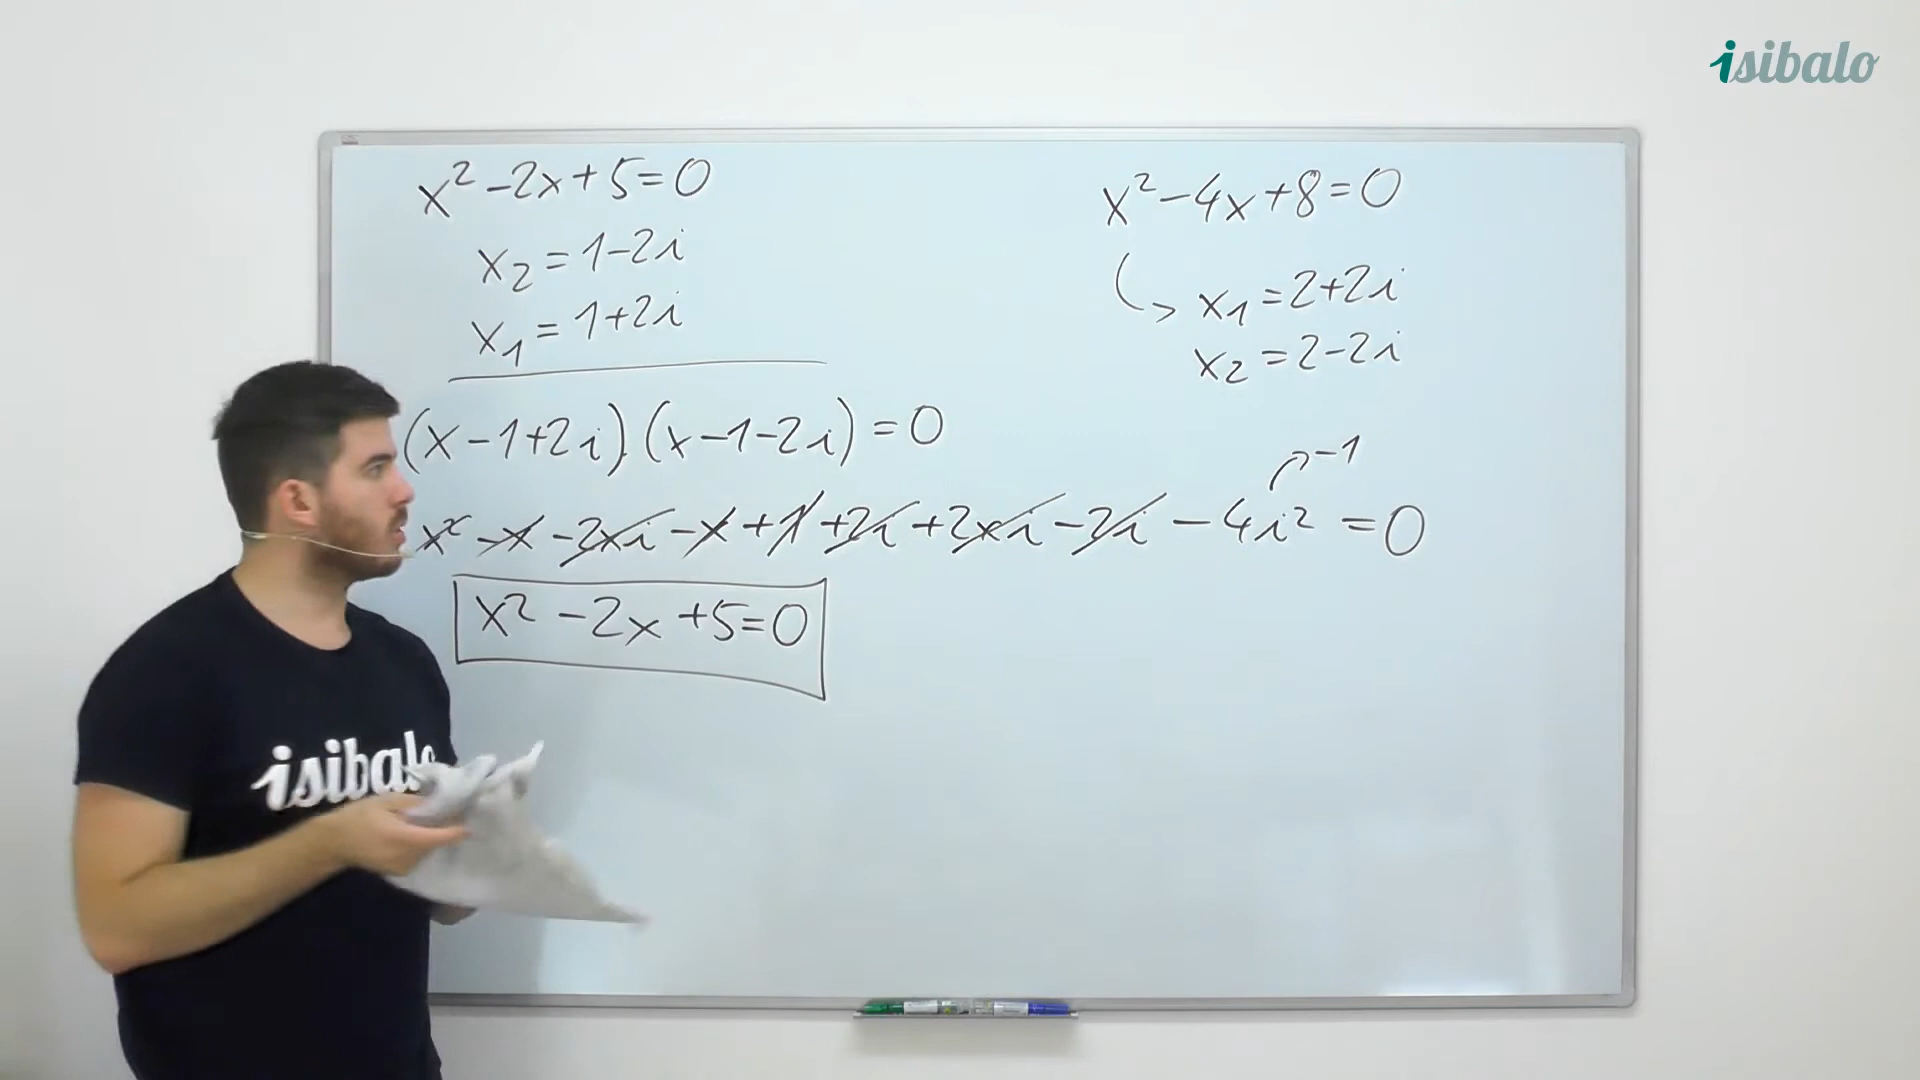 isibalo
x² - 2x + 5 = 0
x₂ = 1 - 2i
x₁ = 1 + 2i
(x - 1 + 2i) · (x - 1 - 2i) = 0
x² - x - 2xi - x + 1 + 2i + 2xi - 2i - 4i² = 0
x² - 2x + 5 = 0
x² - 4x + 8 = 0
x₁ = 2 + 2i
x₂ = 2 - 2i
-1
isibalo